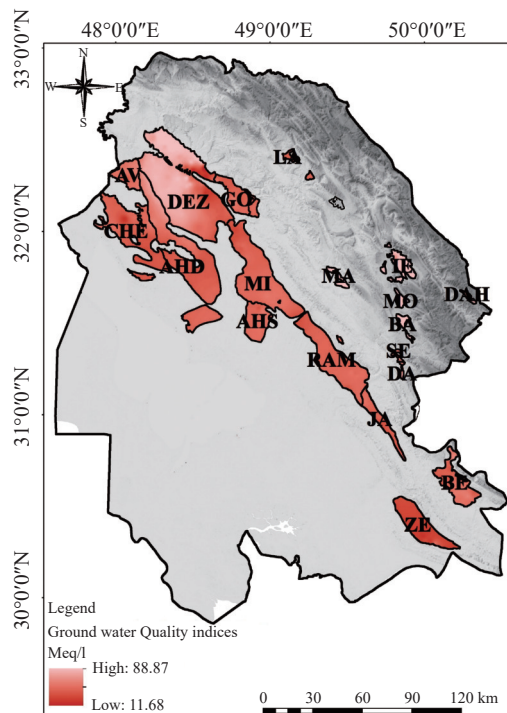 48°0′0″E 49°0′0″E 50°0′0″E
33°0′0″N
N
W E
S
LA
AV
GO
DEZ
32°0′0″N
CHE
AHD
IE
MA
MI
DAH
MO
AHS
BA
SE
RAM
DA
31°0′0″N
JA
BE
ZE
30°0′0″N
Legend
Ground water Quality indices
Meq/l
High: 88.87
Low: 11.68
0 15 30 60 90 120 km